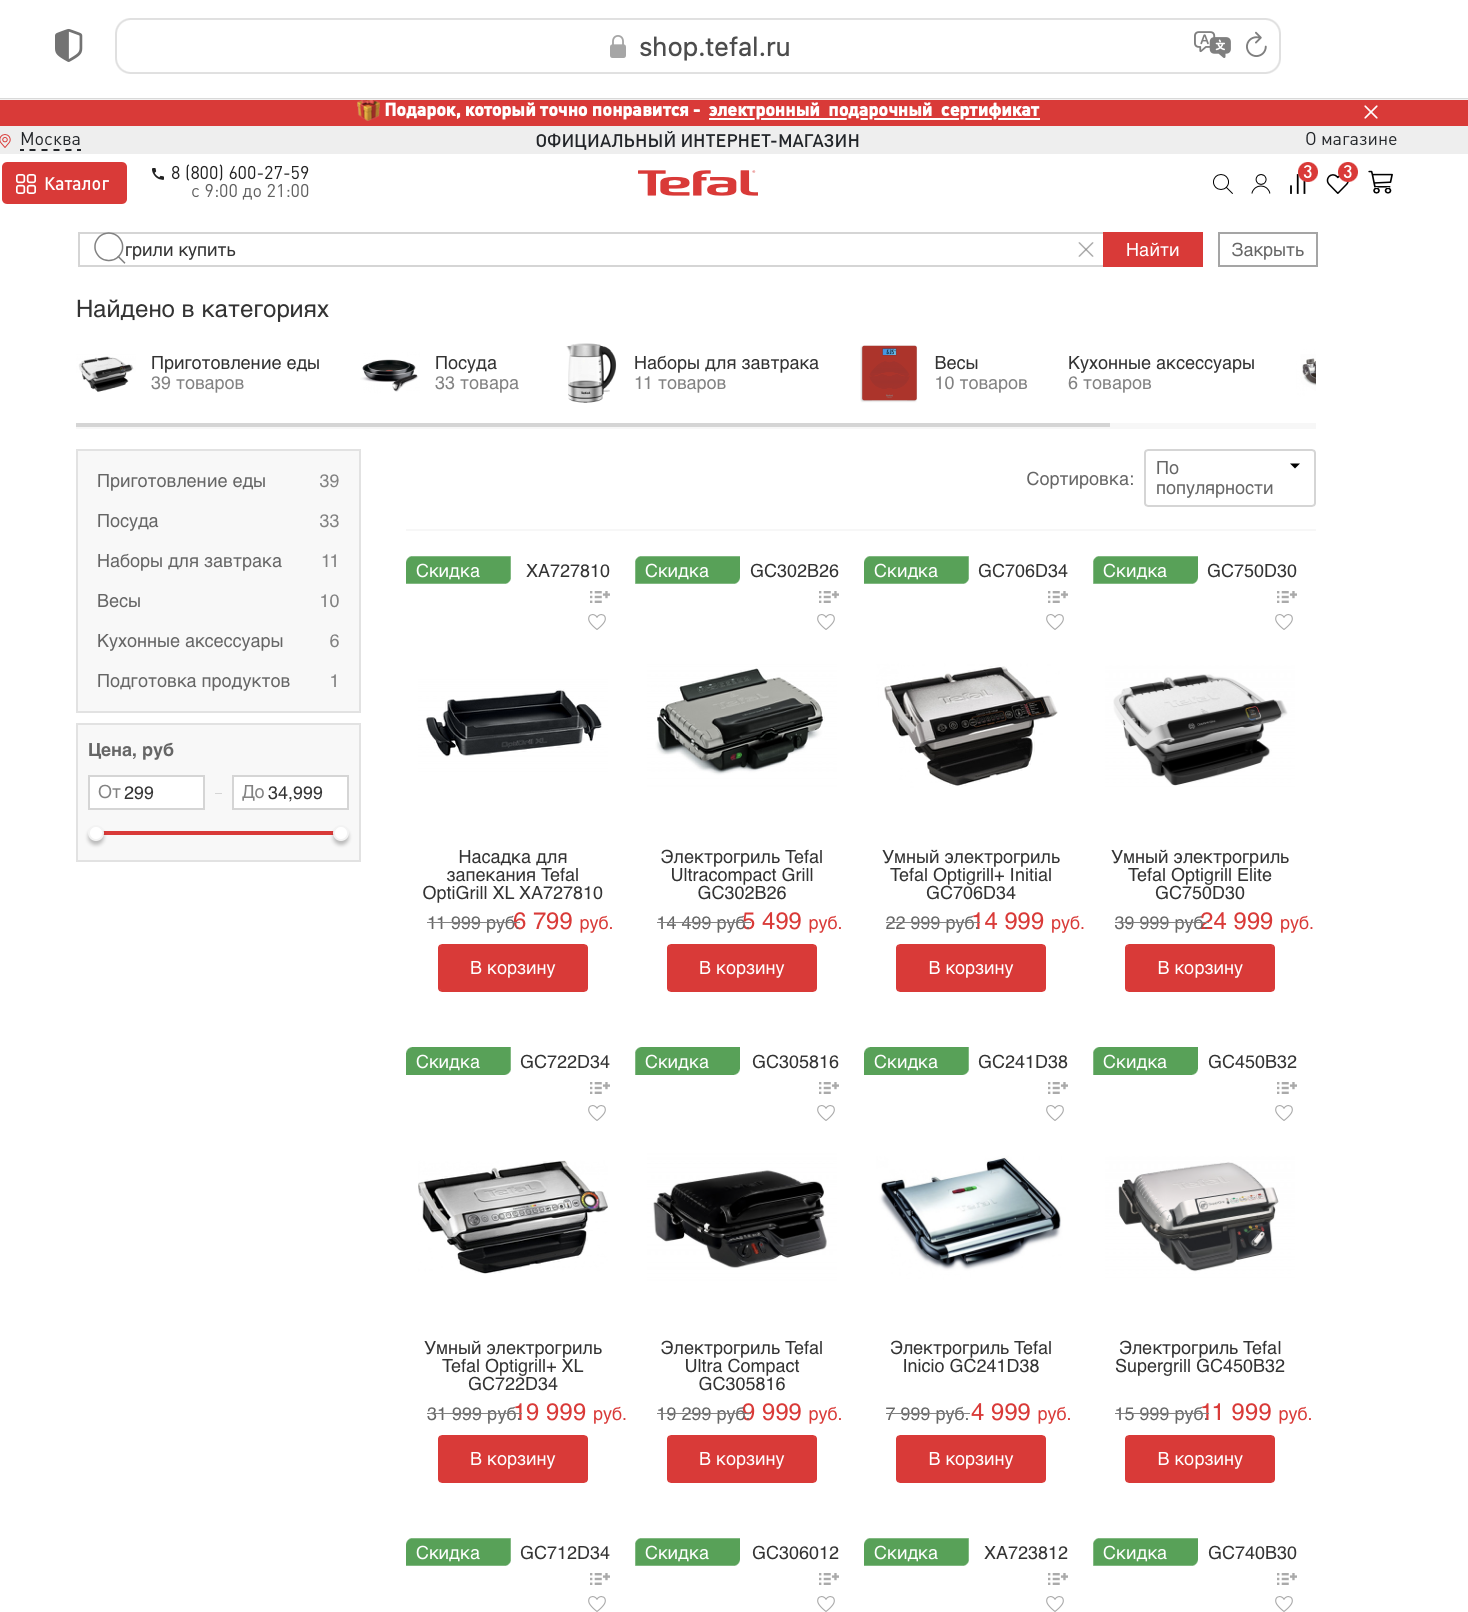 shop.tefal.ru
Подарок, который точно понравится - электронный подарочный сертификат
Москва
ОФИЦИАЛЬНЫЙ ИНТЕРНЕТ-МАГАЗИН
О магазине
Каталог
8 (800) 600-27-59
с 9:00 до 21:00
Tefal
3
3
грили купить
Найти
Закрыть
Найдено в категориях
Приготовление еды
39 товаров
Посуда
33 товара
Наборы для завтрака
11 товаров
Весы
10 товаров
Кухонные аксессуары
6 товаров
Приготовление еды 39
Посуда 33
Наборы для завтрака 11
Весы 10
Кухонные аксессуары 6
Подготовка продуктов 1
Цена, руб
От 299 – До 34,999
Сортировка:
По
популярности
Скидка XA727810
Скидка GC302B26
Скидка GC706D34
Скидка GC750D30
Насадка для
запекания Tefal
OptiGrill XL XA727810
11 999 руб. 6 799 руб.
В корзину
Электрогриль Tefal
Ultracompact Grill
GC302B26
14 499 руб. 5 499 руб.
В корзину
Умный электрогриль
Tefal Optigrill+ Initial
GC706D34
22 999 руб. 14 999 руб.
В корзину
Умный электрогриль
Tefal Optigrill Elite
GC750D30
39 999 руб. 24 999 руб.
В корзину
Скидка GC722D34
Скидка GC305816
Скидка GC241D38
Скидка GC450B32
Умный электрогриль
Tefal Optigrill+ XL
GC722D34
31 999 руб. 19 999 руб.
В корзину
Электрогриль Tefal
Ultra Compact
GC305816
19 299 руб. 9 999 руб.
В корзину
Электрогриль Tefal
Inicio GC241D38
7 999 руб. 4 999 руб.
В корзину
Электрогриль Tefal
Supergrill GC450B32
15 999 руб. 11 999 руб.
В корзину
Скидка GC712D34
Скидка GC306012
Скидка XA723812
Скидка GC740B30